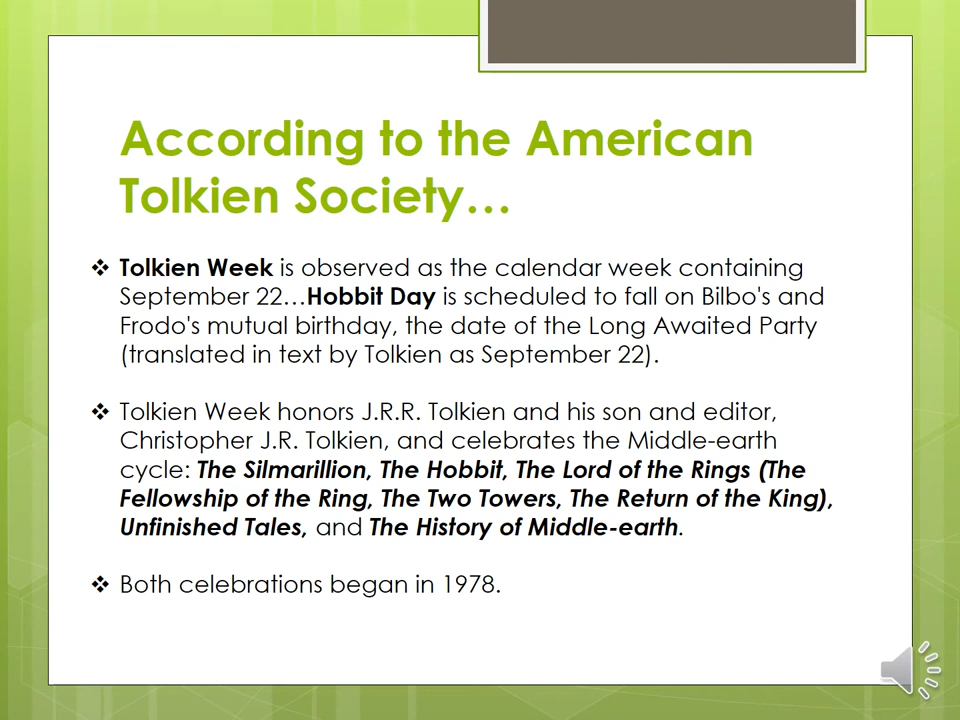 According to the American
Tolkien Society…
❖ Tolkien Week is observed as the calendar week containing
September 22…Hobbit Day is scheduled to fall on Bilbo's and
Frodo's mutual birthday, the date of the Long Awaited Party
(translated in text by Tolkien as September 22).
❖ Tolkien Week honors J.R.R. Tolkien and his son and editor,
Christopher J.R. Tolkien, and celebrates the Middle-earth
cycle: The Silmarillion, The Hobbit, The Lord of the Rings (The
Fellowship of the Ring, The Two Towers, The Return of the King),
Unfinished Tales, and The History of Middle-earth.
❖ Both celebrations began in 1978.